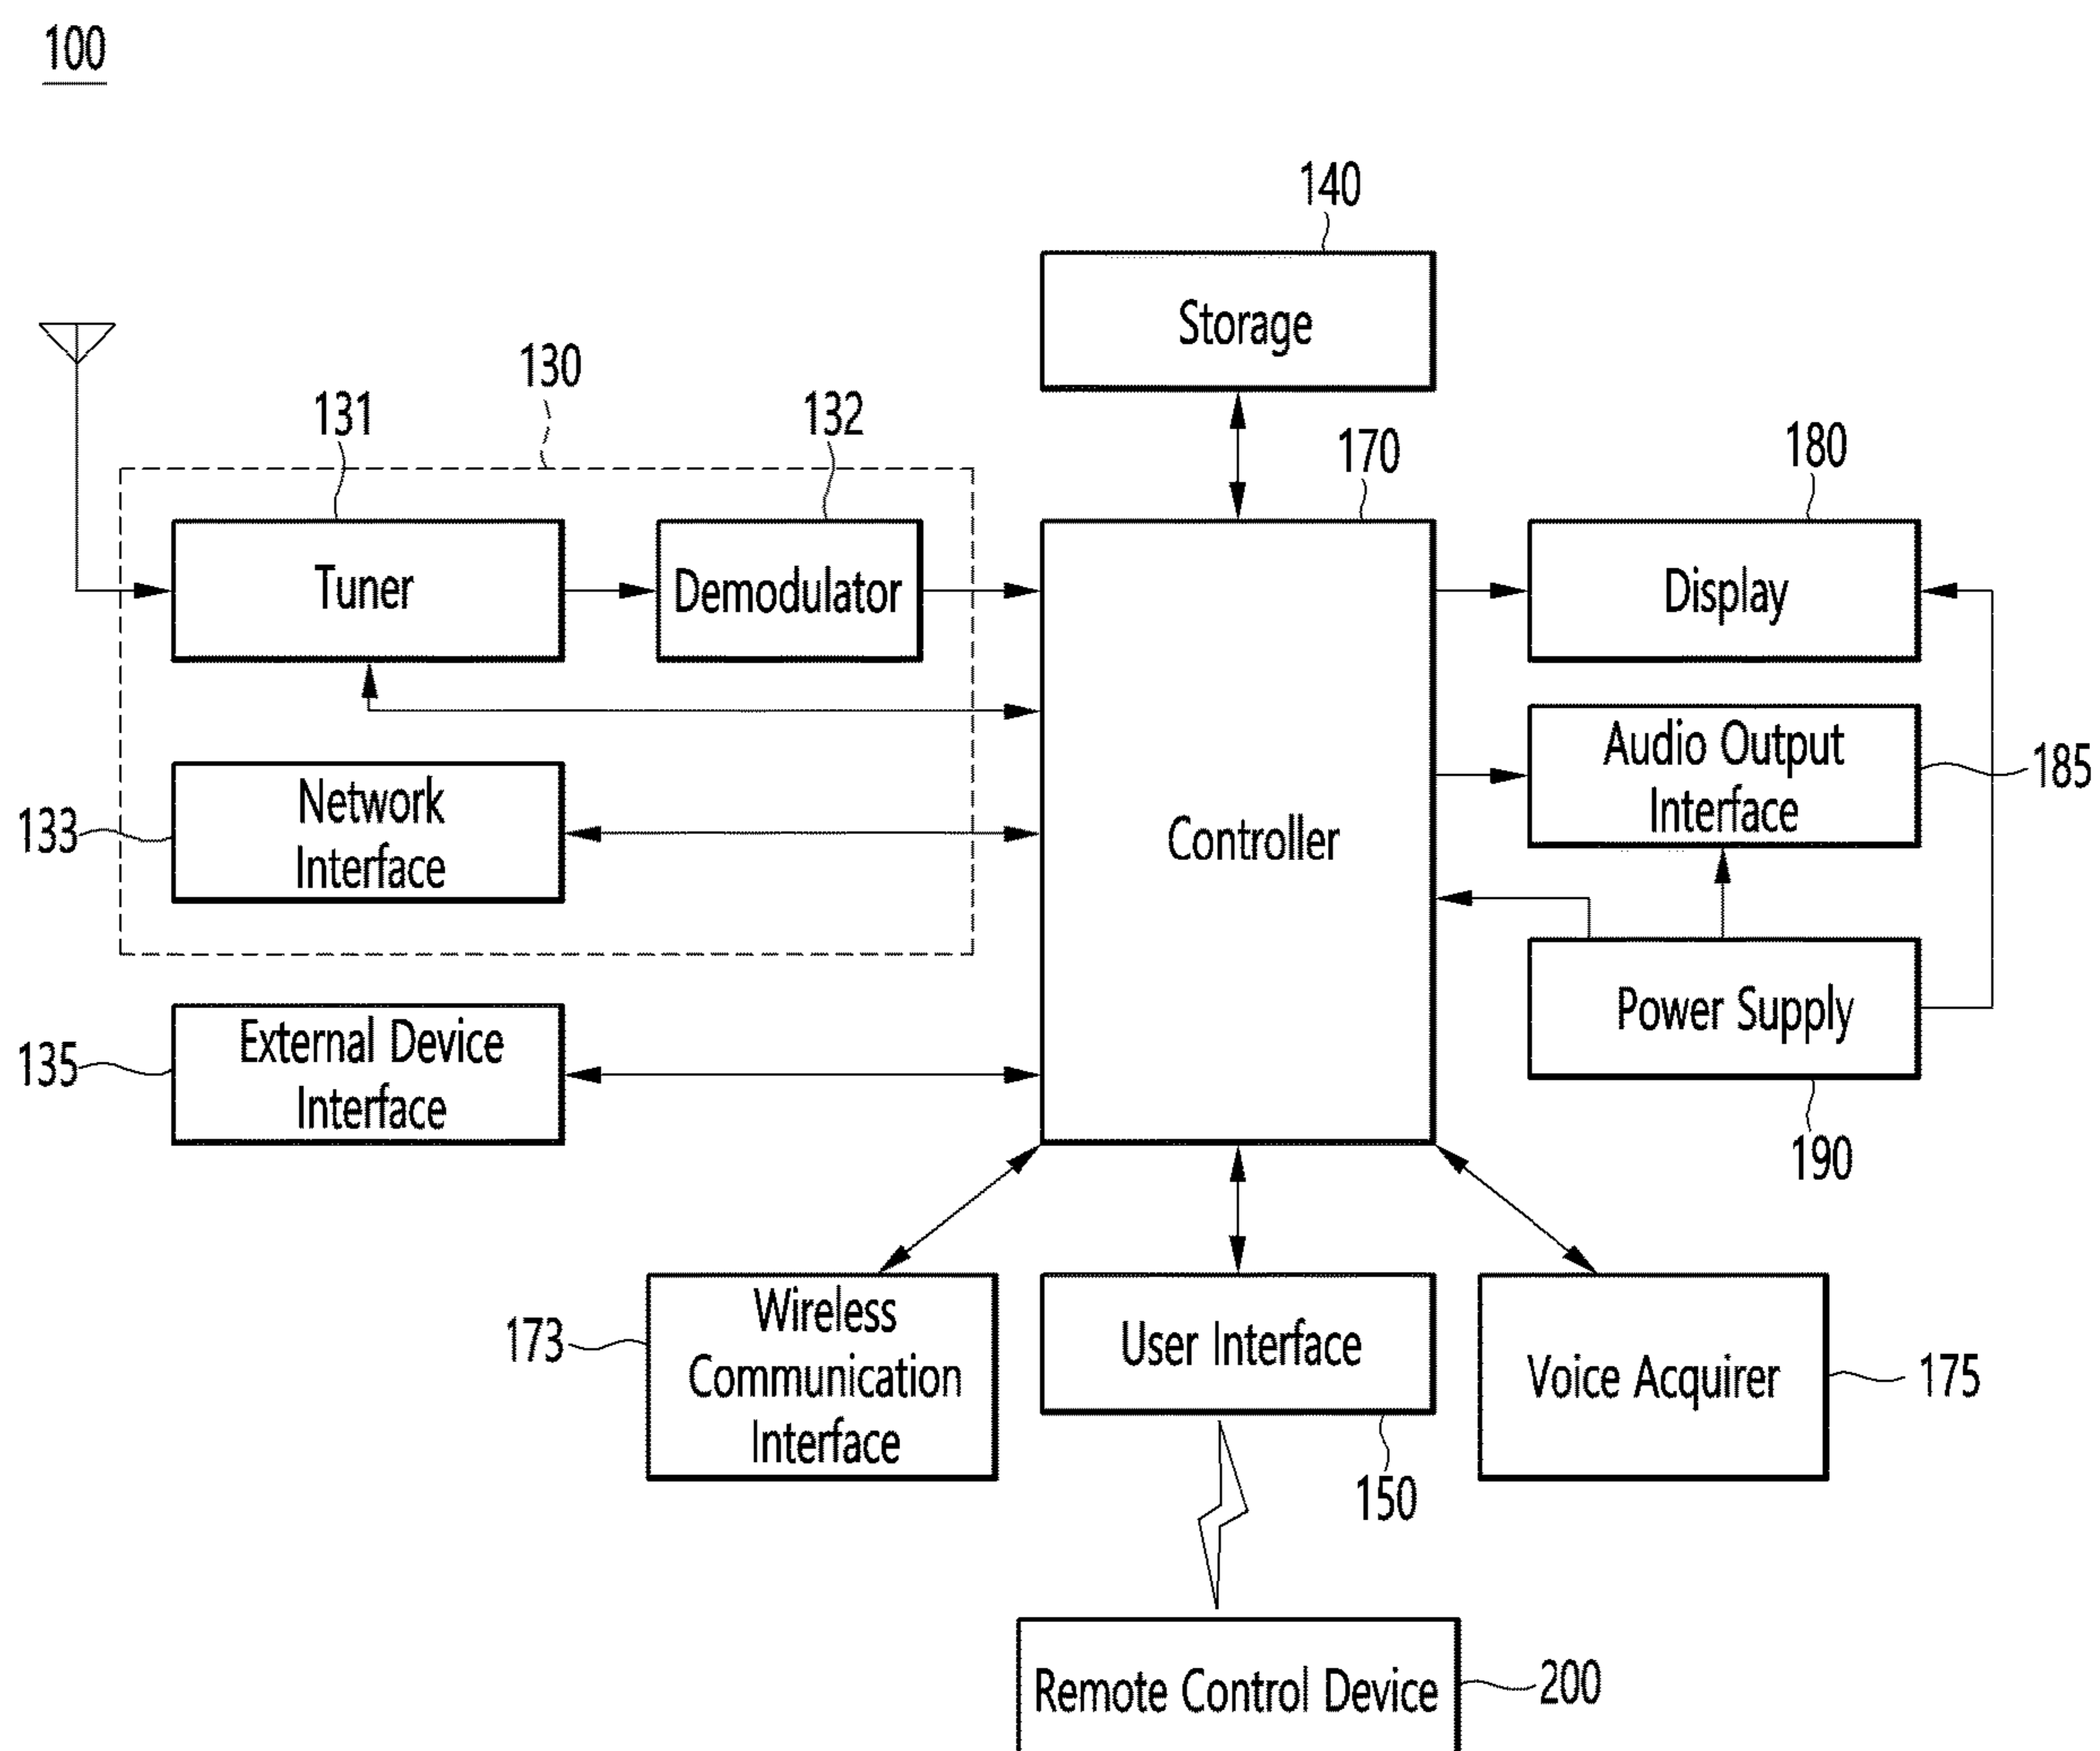 100
140
Storage
130
131
132
170
180
Tuner
Demodulator
Display
Network
Interface
133
Controller
Audio Output
Interface
185
External Device
Interface
135
Power Supply
190
Wireless
Communication
Interface
173
User Interface
150
Voice Acquirer
175
Remote Control Device
200